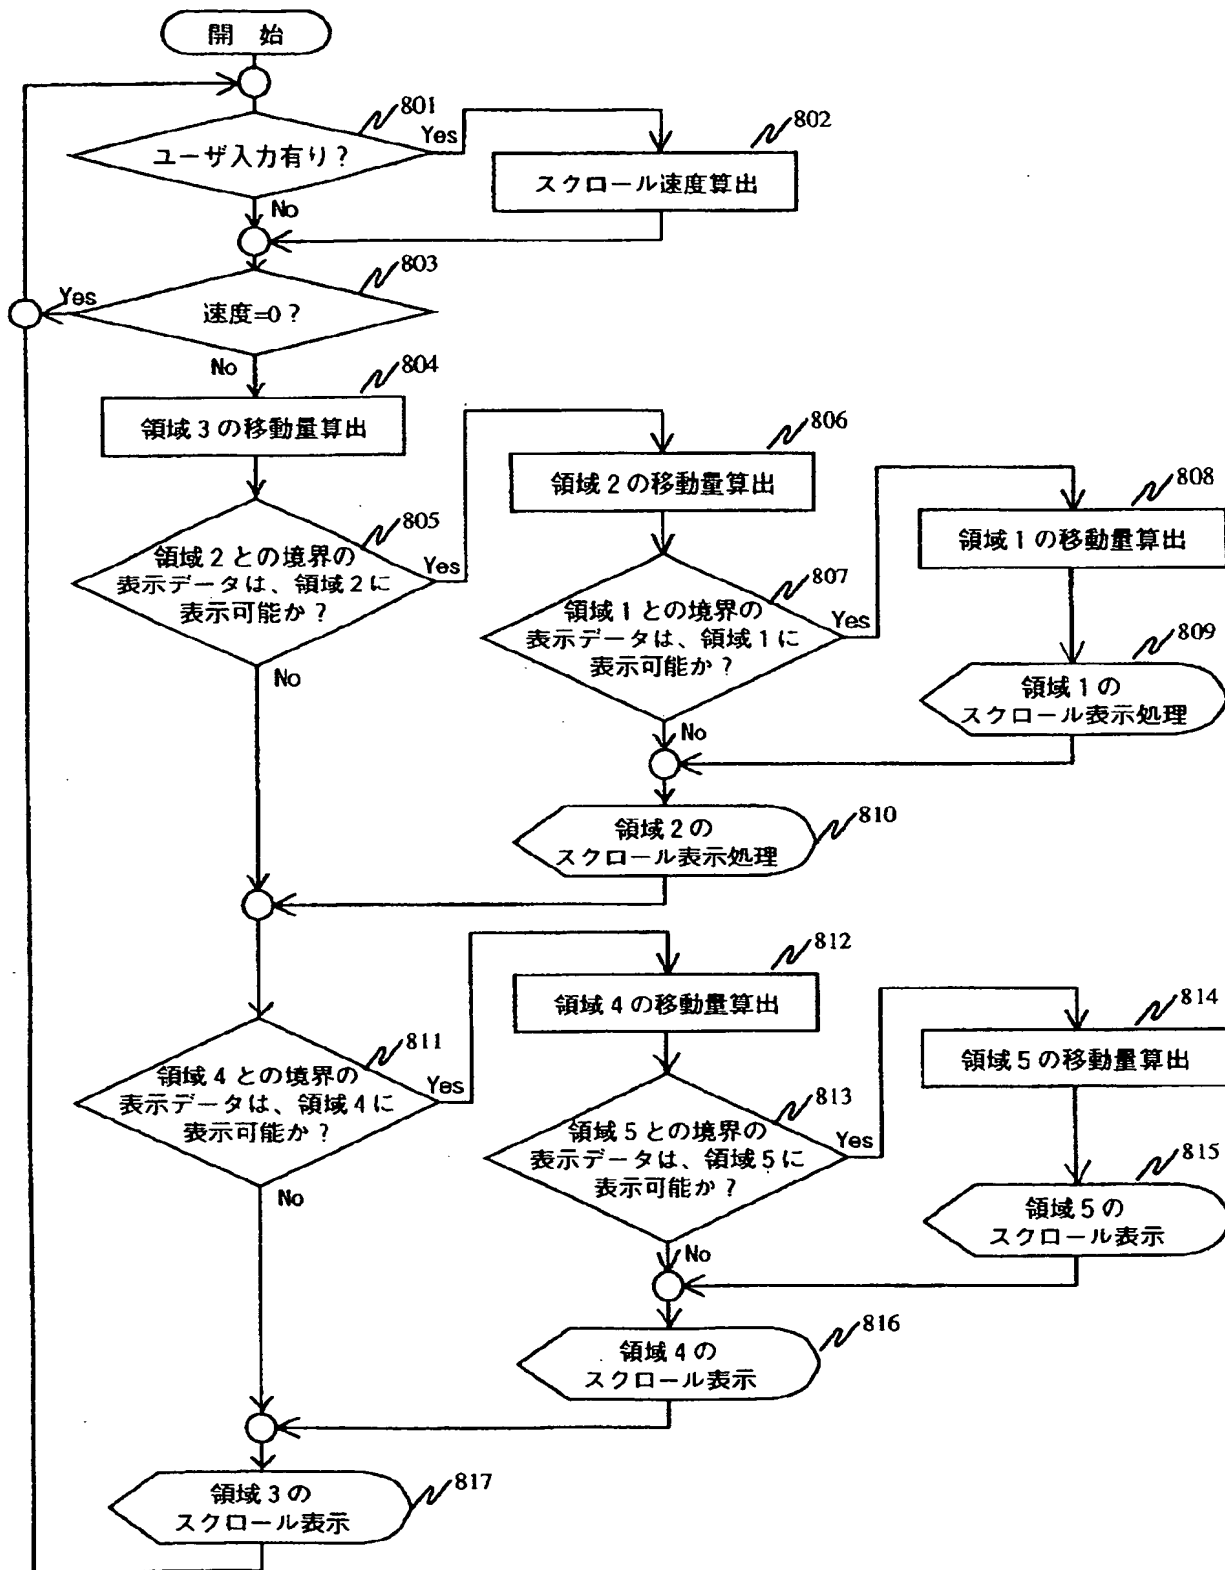 開 始
801
ユーザ入力有り？
Yes
802
スクロール速度算出
No
803
速度=0？
Yes
No
804
領域3の移動量算出
805
領域2との境界の
表示データは、領域2に
表示可能か？
Yes
No
806
領域2の移動量算出
807
領域1との境界の
表示データは、領域1に
表示可能か？
Yes
No
808
領域1の移動量算出
809
領域1の
スクロール表示処理
810
領域2の
スクロール表示処理
811
領域4との境界の
表示データは、領域4に
表示可能か？
Yes
No
812
領域4の移動量算出
813
領域5との境界の
表示データは、領域5に
表示可能か？
Yes
No
814
領域5の移動量算出
815
領域5の
スクロール表示
816
領域4の
スクロール表示
817
領域3の
スクロール表示